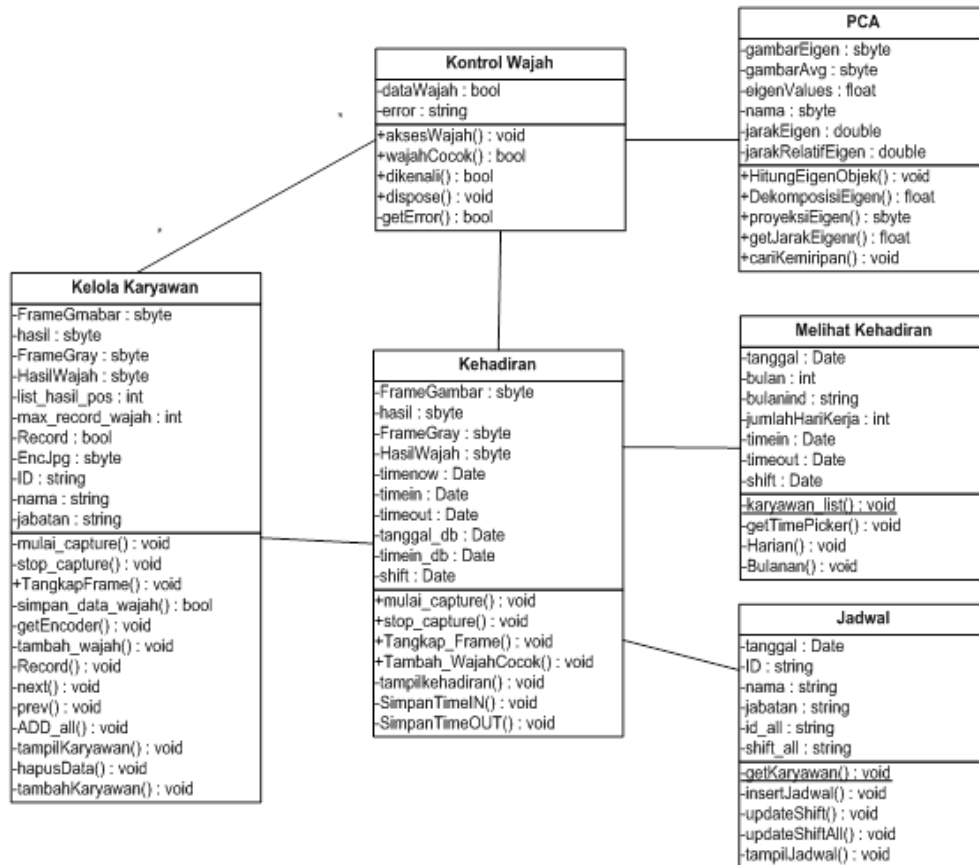 PCA
-gambarEigen : sbyte
-gambarAvg : sbyte
-eigenValues : float
-nama : sbyte
-jarakEigen : double
-jarakRelatifEigen : double
+HitungEigenObjek() : void
+DekomposisiEigen() : float
+proyeksiEigen() : sbyte
+getJarakEigenr() : float
+cariKemiripan() : void
Kontrol Wajah
-dataWajah : bool
-error : string
+aksesWajah() : void
+wajahCocok() : bool
+dikenali() : bool
+dispose() : void
-getError() : bool
Kelola Karyawan
-FrameGmabar : sbyte
-hasil : sbyte
-FrameGray : sbyte
-HasilWajah : sbyte
-list_hasil_pos : int
-max_record_wajah : int
-Record : bool
-EncJpg : sbyte
-ID : string
-nama : string
-jabatan : string
-mulai_capture() : void
-stop_capture() : void
+TangkapFrame() : void
-simpan_data_wajah() : bool
-getEncoder() : void
-tambah_wajah() : void
-Record() : void
-next() : void
-prev() : void
-ADD_all() : void
-tampilKaryawan() : void
-hapusData() : void
-tambahKaryawan() : void
Kehadiran
-FrameGambar : sbyte
-hasil : sbyte
-FrameGray : sbyte
-HasilWajah : sbyte
-timenow : Date
-timein : Date
-timeout : Date
-tanggal_db : Date
-timein_db : Date
-shift : Date
+mulai_capture() : void
+stop_capture() : void
+Tangkap_Frame() : void
+Tambah_WajahCocok() : void
-tampilkehadiran() : void
-SimpanTimeIN() : void
-SimpanTimeOUT() : void
Melihat Kehadiran
-tanggal : Date
-bulan : int
-bulanind : string
-jumlahHariKerja : int
-timein : Date
-timeout : Date
-shift : Date
-karyawan_list() : void
-getTimePicker() : void
-Harian() : void
-Bulanan() : void
Jadwal
-tanggal : Date
-ID : string
-nama : string
-jabatan : string
-id_all : string
-shift_all : string
-getKaryawan() : void
-insertJadwal() : void
-updateShift() : void
-updateShiftAll() : void
-tampilJadwal() : void